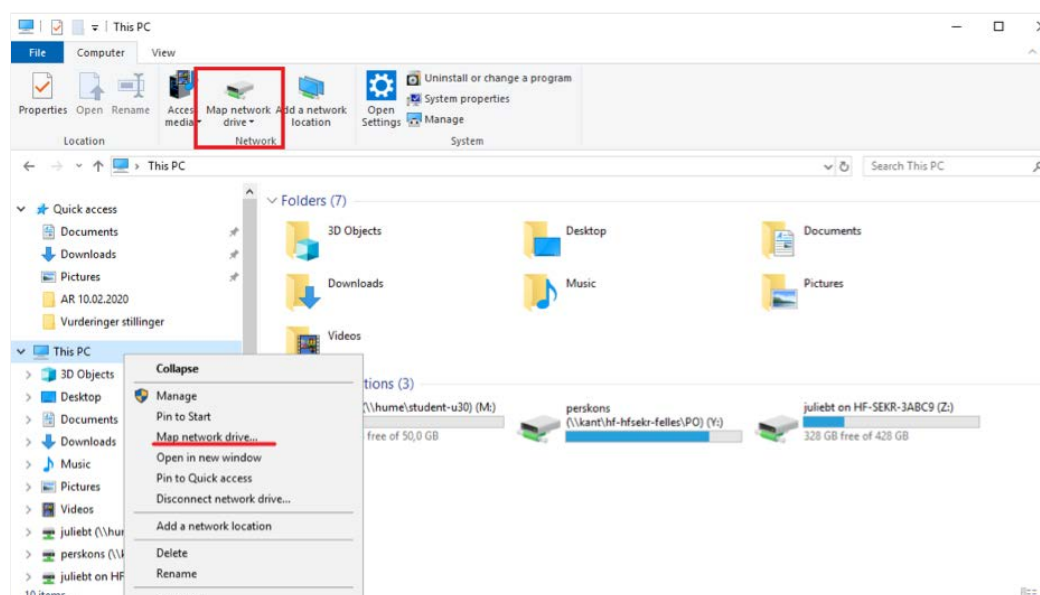 This PC
File Computer View
Properties Open Rename
Access media
Map network drive
Add a network location
Open Settings
Uninstall or change a program
System properties
Manage
Location Network System
This PC
Search This PC
Quick access
Documents
Downloads
Pictures
AR 10.02.2020
Vurderinger stillinger
This PC
3D Objects
Desktop
Documents
Downloads
Music
Pictures
Videos
juliebt (\\hu
perskons (\\
juliebt on HF
10 items
Collapse
Manage
Pin to Start
Map network drive...
Open in new window
Pin to Quick access
Disconnect network drive...
Add a network location
Delete
Rename
Folders (7)
3D Objects Desktop Documents
Downloads Music Pictures
Videos
tions (3)
(\\hume\student-u30) (M:)
free of 50,0 GB
perskons
(\\kant\hf-hfsekr-felles\PO) (Y:)
juliebt on HF-SEKR-3ABC9 (Z:)
328 GB free of 428 GB